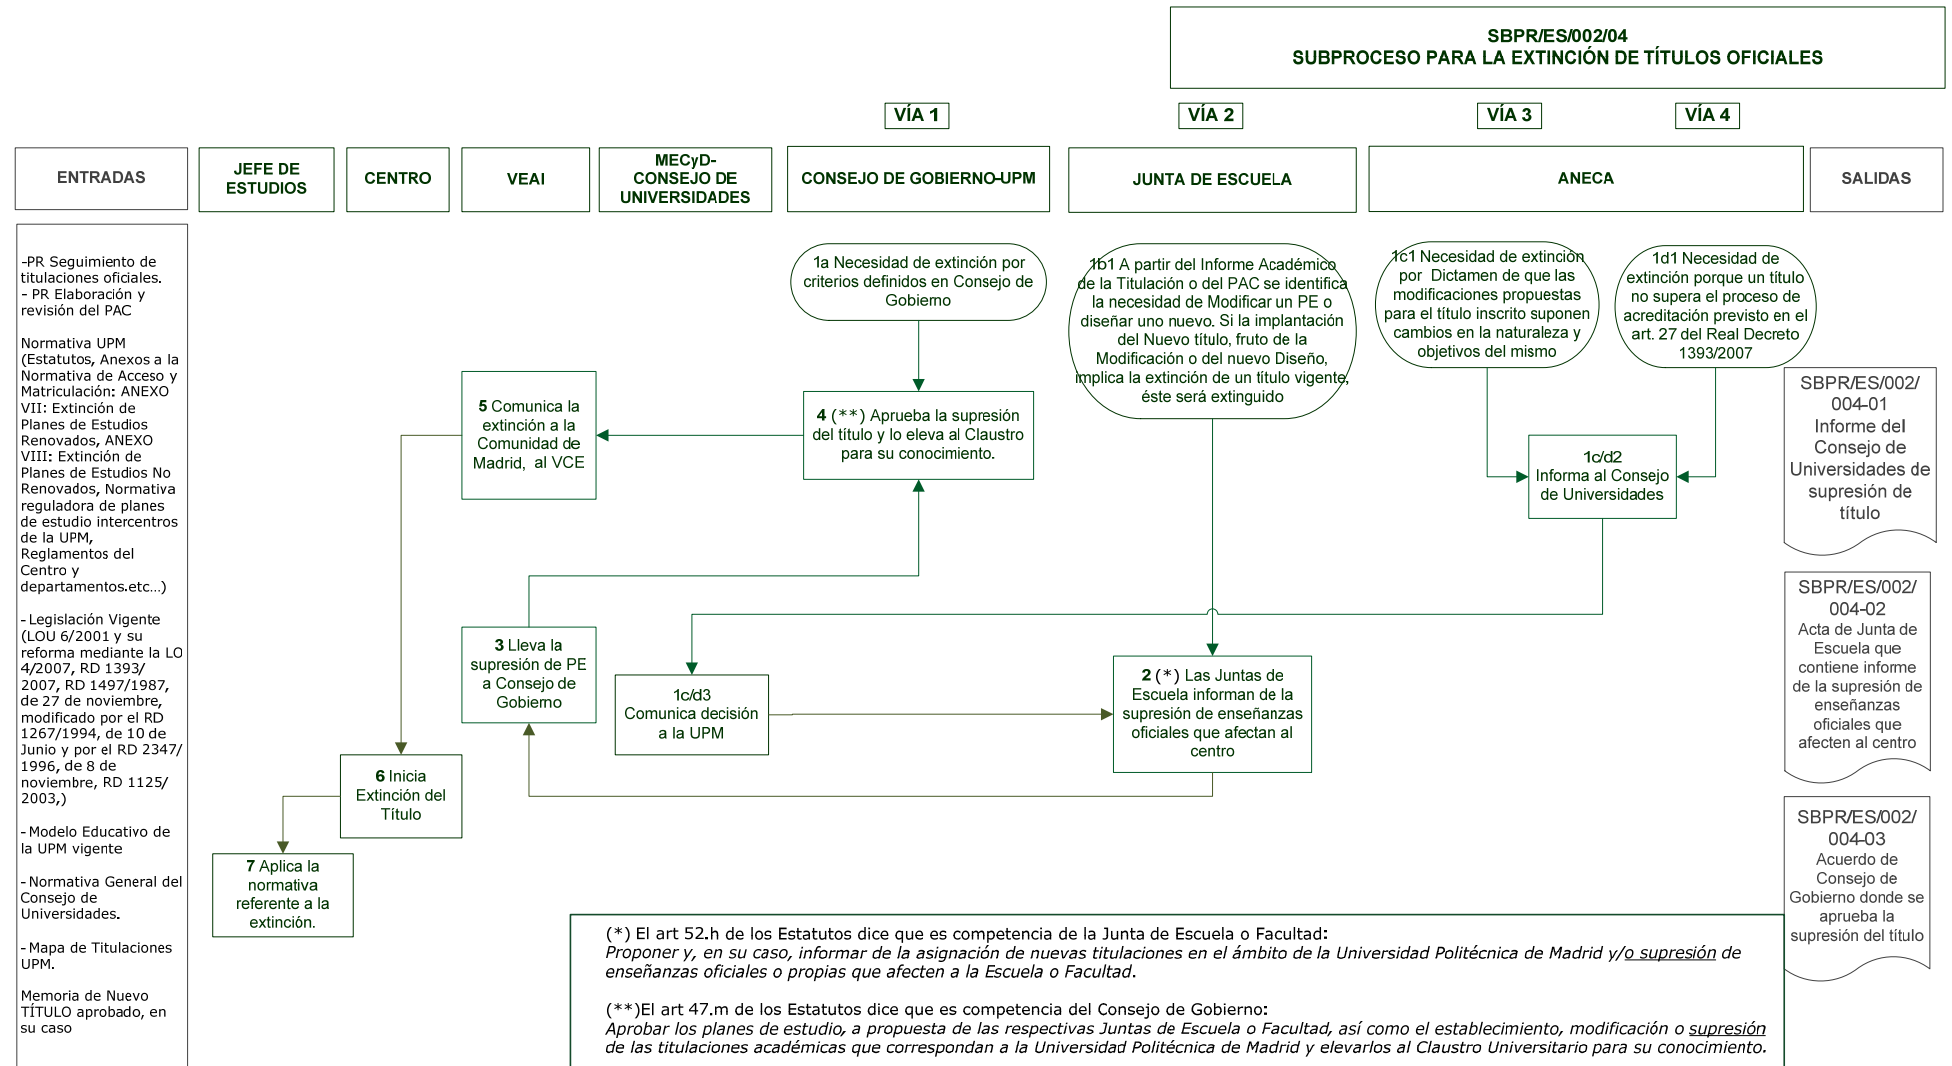 SBPR/ES/002/04
SUBPROCESO PARA LA EXTINCIÓN DE TÍTULOS OFICIALES
VÍA 1
VÍA 2
VÍA 3
VÍA 4
ENTRADAS
JEFE DE
ESTUDIOS
CENTRO
VEAI
MECyD-
CONSEJO DE
UNIVERSIDADES
CONSEJO DE GOBIERNO-UPM
JUNTA DE ESCUELA
ANECA
SALIDAS
-PR Seguimiento de
titulaciones oficiales.
- PR Elaboración y
revisión del PAC
Normativa UPM
(Estatutos, Anexos a la
Normativa de Acceso y
Matriculación: ANEXO
VII: Extinción de
Planes de Estudios
Renovados, ANEXO
VIII: Extinción de
Planes de Estudios No
Renovados, Normativa
reguladora de planes
de estudio intercentros
de la UPM,
Reglamentos del
Centro y
departamentos.etc...)
-Legislación Vigente
(LOU 6/2001 y su
reforma mediante la LO
4/2007, RD 1393/
2007, RD 1497/1987,
de 27 de noviembre,
modificado por el RD
1267/1994, de 10 de
Junio y por el RD 2347/
1996, de 8 de
noviembre, RD 1125/
2003,)
-Modelo Educativo de
la UPM vigente
-Normativa General del
Consejo de
Universidades.
-Mapa de Titulaciones
UPM.
Memoria de Nuevo
TÍTULO aprobado, en
su caso
1a Necesidad de extinción por
criterios definidos en Consejo de
Gobierno
1b1 A partir del Informe Académico
de la Titulación o del PAC se identifica
la necesidad de Modificar un PE o
diseñar uno nuevo. Si la implantación
del Nuevo título, fruto de la
Modificación o del nuevo Diseño,
implica la extinción de un título vigente,
éste será extinguido
1c1 Necesidad de extinción
por Dictamen de que las
modificaciones propuestas
para el título inscrito suponen
cambios en la naturaleza y
objetivos del mismo
1d1 Necesidad de
extinción porque un título
no supera el proceso de
acreditación previsto en el
art. 27 del Real Decreto
1393/2007
5 Comunica la
extinción a la
Comunidad de
Madrid, al VCE
4 (**) Aprueba la supresión
del título y lo eleva al Claustro
para su conocimiento.
1c/d2
Informa al Consejo
de Universidades
3 Lleva la
supresión de PE
a Consejo de
Gobierno
1c/d3
Comunica decisión
a la UPM
2 (*) Las Juntas de
Escuela informan de la
supresión de enseñanzas
oficiales que afectan al
centro
6 Inicia
Extinción del
Título
7 Aplica la
normativa
referente a la
extinción.
SBPR/ES/002/
004-01
Informe del
Consejo de
Universidades de
supresión de
título
SBPR/ES/002/
004-02
Acta de Junta de
Escuela que
contiene informe
de la supresión de
enseñanzas
oficiales que
afecten al centro
SBPR/ES/002/
004-03
Acuerdo de
Consejo de
Gobierno donde se
aprueba la
supresión del título
(*) El art 52.h de los Estatutos dice que es competencia de la Junta de Escuela o Facultad:
Proponer y, en su caso, informar de la asignación de nuevas titulaciones en el ámbito de la Universidad Politécnica de Madrid y/o supresión de
enseñanzas oficiales o propias que afecten a la Escuela o Facultad.
(**)El art 47.m de los Estatutos dice que es competencia del Consejo de Gobierno:
Aprobar los planes de estudio, a propuesta de las respectivas Juntas de Escuela o Facultad, así como el establecimiento, modificación o supresión
de las titulaciones académicas que correspondan a la Universidad Politécnica de Madrid y elevarlos al Claustro Universitario para su conocimiento.